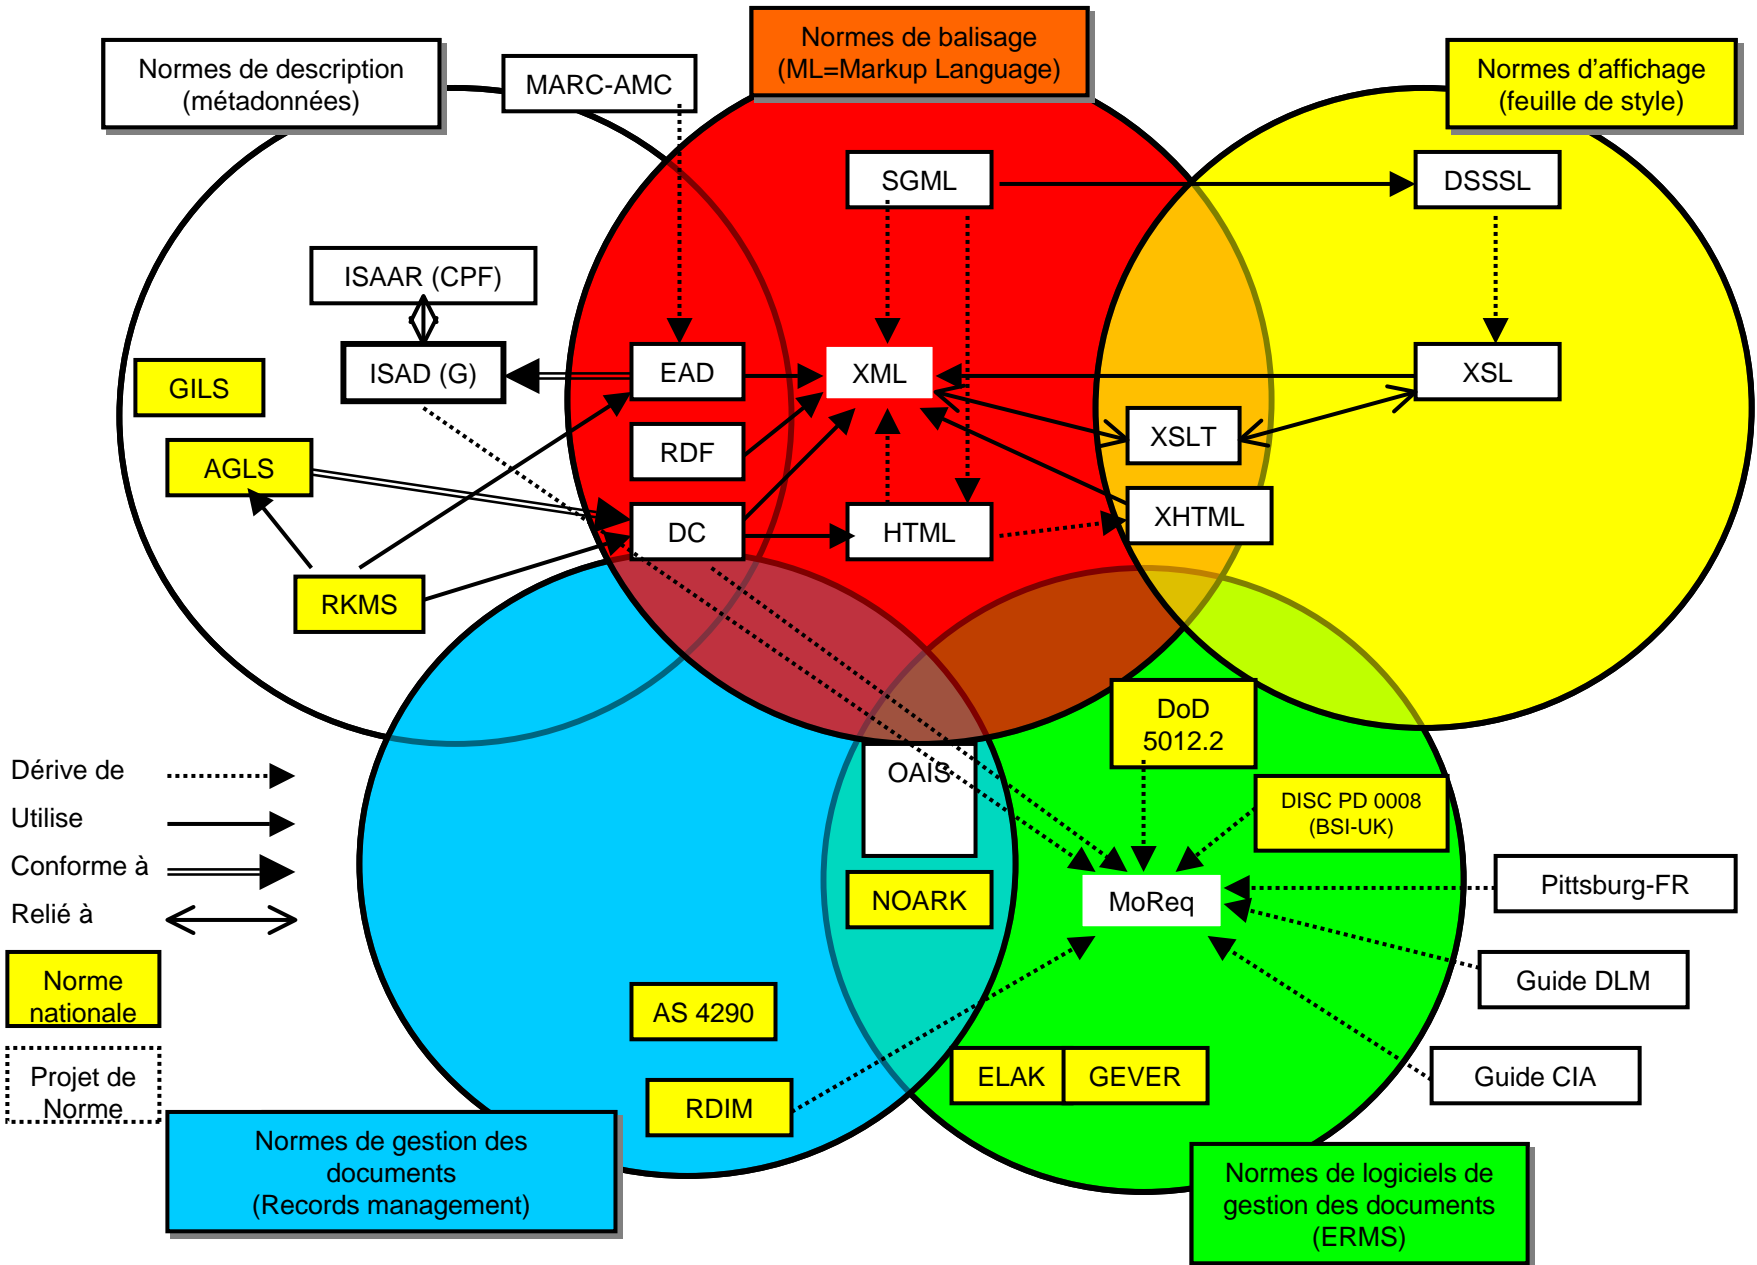 Normes de balisage
(ML=Markup Language)
Normes de description
(métadonnées)
MARC-AMC
Normes d'affichage
(feuille de style)
SGML
DSSSL
ISAAR (CPF)
ISAD (G)
EAD
XML
XSL
GILS
RDF
XSLT
AGLS
DC
HTML
XHTML
RKMS
DoD
5012.2
OAIS
DISC PD 0008
(BSI-UK)
Pittsburg-FR
NOARK
MoReq
Guide DLM
AS 4290
ELAK
GEVER
Guide CIA
RDIM
Dérive de
Utilise
Conforme à
Relié à
Norme
nationale
Projet de
Norme
Normes de gestion des
documents
(Records management)
Normes de logiciels de
gestion des documents
(ERMS)